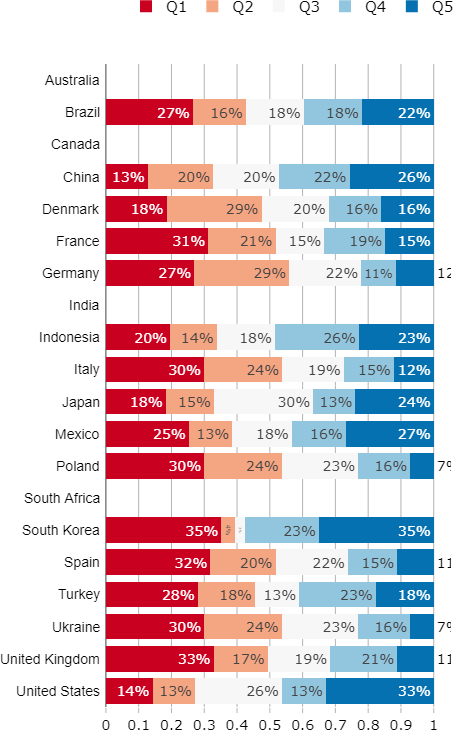 Q1 Q2 Q3 Q4 Q5
Australia
Brazil 27% 16% 18% 18% 22%
Canada
China 13% 20% 20% 22% 26%
Denmark 18% 29% 20% 16% 16%
France 31% 21% 15% 19% 15%
Germany 27% 29% 22% 11% 12
India
Indonesia 20% 14% 18% 26% 23%
Italy 30% 24% 19% 15% 12%
Japan 18% 15% 30% 13% 24%
Mexico 25% 13% 18% 16% 27%
Poland 30% 24% 23% 16% 7%
South Africa
South Korea 35% 23% 35%
Spain 32% 20% 22% 15% 11
Turkey 28% 18% 13% 23% 18%
Ukraine 30% 24% 23% 16% 7%
United Kingdom 33% 17% 19% 21% 11
United States 14% 13% 26% 13% 33%
0 0.1 0.2 0.3 0.4 0.5 0.6 0.7 0.8 0.9 1